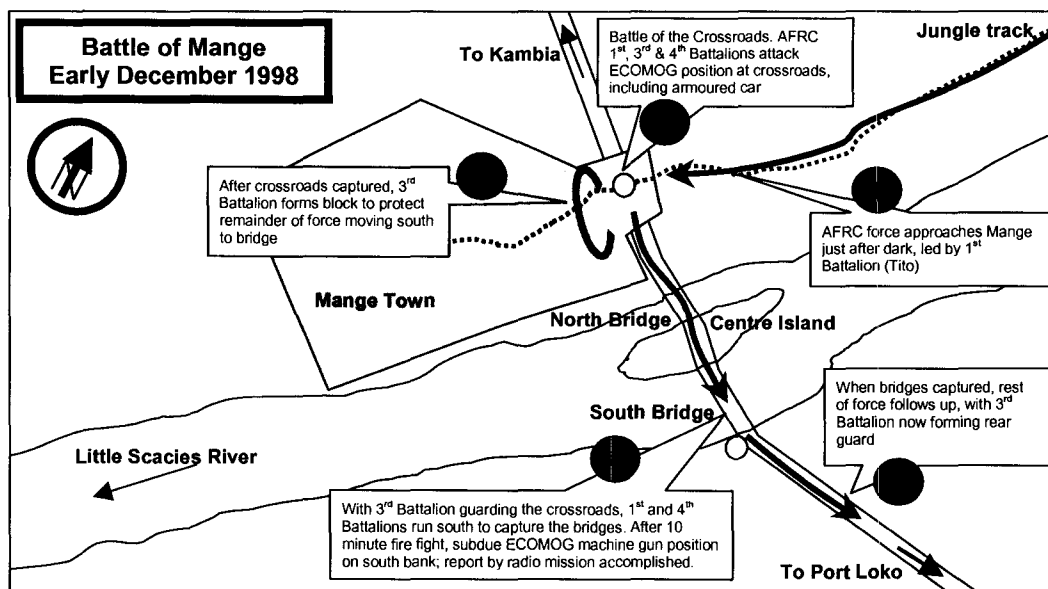 Battle of Mange
Early December 1998
To Kambia
Battle of the Crossroads. AFRC
1st, 3rd & 4th Battalions attack
ECOMOG position at crossroads,
including armoured car
Jungle track
After crossroads captured, 3rd
Battalion forms block to protect
remainder of force moving south
to bridge
AFRC force approaches Mange
just after dark, led by 1st
Battalion (Tito)
Mange Town
North Bridge
Centre Island
South Bridge
When bridges captured, rest
of force follows up, with 3rd
Battalion now forming rear
guard
Little Scacies River
With 3rd Battalion guarding the crossroads, 1st and 4th
Battalions run south to capture the bridges. After 10
minute fire fight, subdue ECOMOG machine gun position
on south bank; report by radio mission accomplished.
To Port Loko